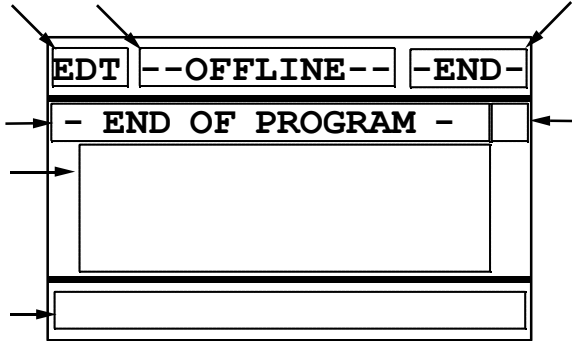 EDT --OFFLINE-- -END-
- END OF PROGRAM -